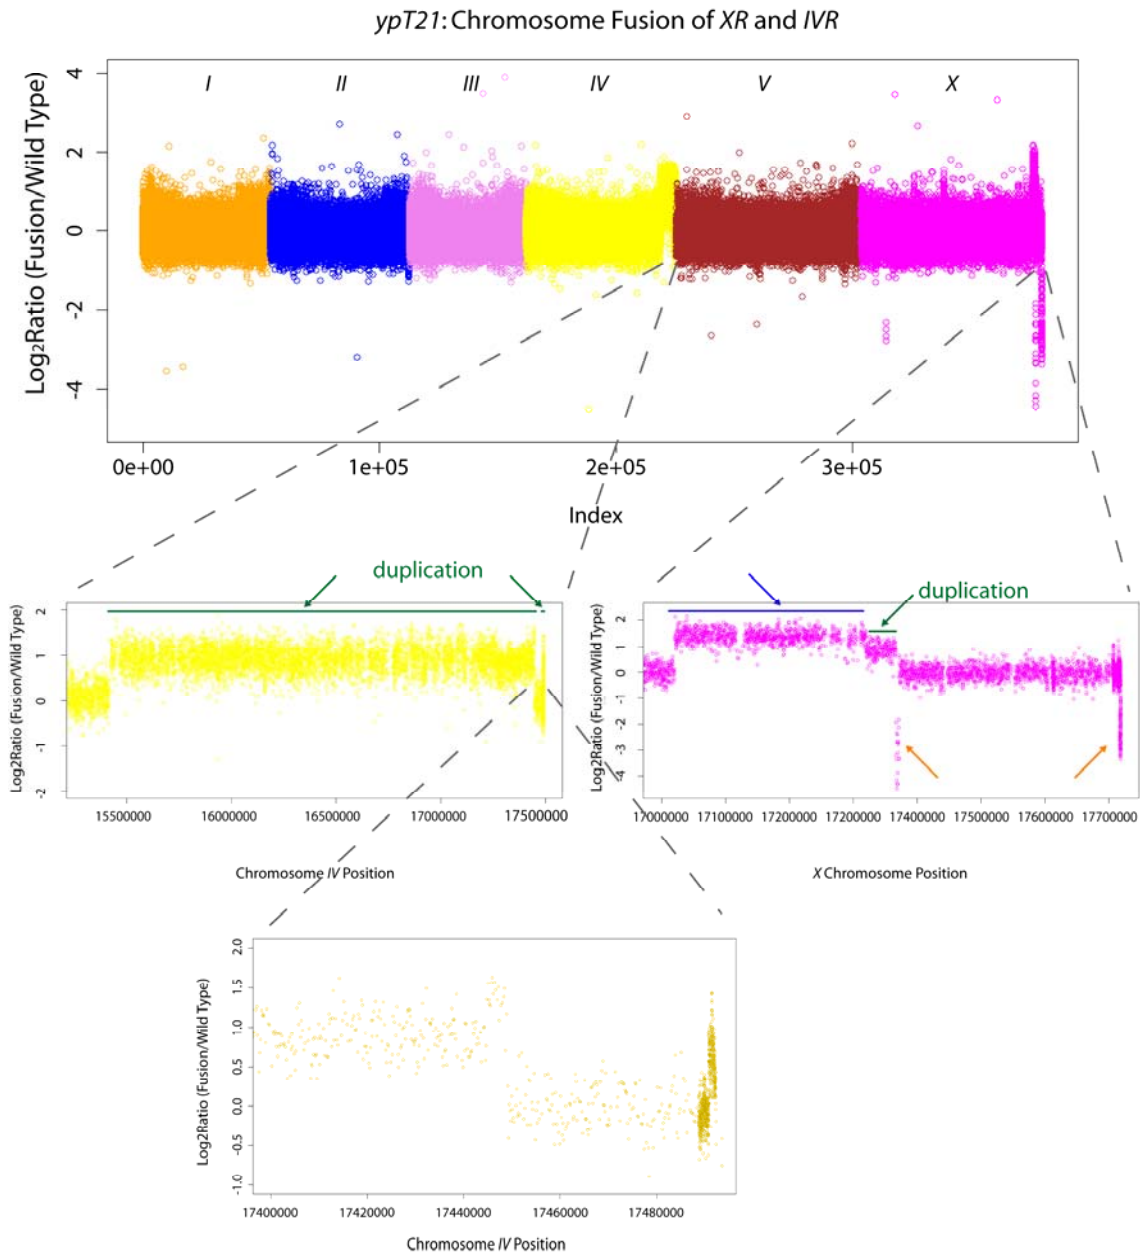 ypT21: Chromosome Fusion of XR and IVR
Log2Ratio (Fusion/Wild Type)
4
2
0
-2
-4
I II III IV V X
0e+00 1e+05 2e+05 3e+05
Index
duplication
Log2Ratio (Fusion/Wild Type)
2
1
0
-1
-2
15500000 16000000 16500000 17000000 17500000
Chromosome IV Position
duplication
Log2Ratio (Fusion/Wild Type)
2
1
0
-1
-2
-3
-4
17000000 17100000 17200000 17200000 17400000 17500000 17600000 17700000
X Chromosome Position
Log2Ratio (Fusion/Wild Type)
2.0
1.5
1.0
0.5
0.0
-0.5
-1.0
17400000 17420000 17440000 17460000 17480000
Chromosome IV Position